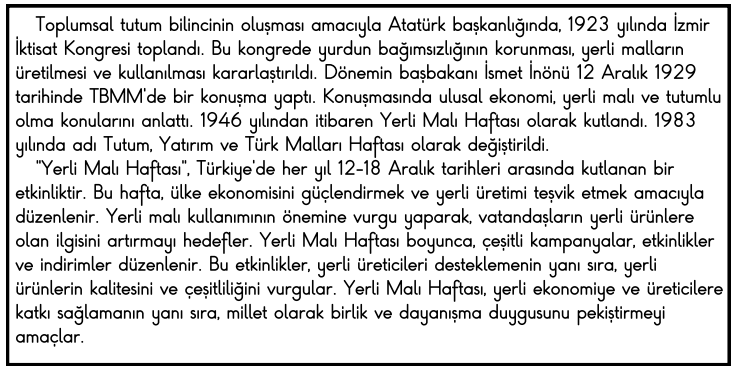 Toplumsal tutum bilincinin oluşması amacıyla Atatürk başkanlığında, 1923 yılında İzmir
İktisat Kongresi toplandı. Bu kongrede yurdun bağımsızlığının korunması, yerli malların
üretilmesi ve kullanılması kararlaştırıldı. Dönemin başbakanı İsmet İnönü 12 Aralık 1929
tarihinde TBMM'de bir konuşma yaptı. Konuşmasında ulusal ekonomi, yerli malı ve tutumlu
olma konularını anlattı. 1946 yılından itibaren Yerli Malı Haftası olarak kutlandı. 1983
yılında adı Tutum, Yatırım ve Türk Malları Haftası olarak değiştirildi.
"Yerli Malı Haftası", Türkiye'de her yıl 12-18 Aralık tarihleri arasında kutlanan bir
etkinliktir. Bu hafta, ülke ekonomisini güçlendirmek ve yerli üretimi teşvik etmek amacıyla
düzenlenir. Yerli malı kullanımının önemine vurgu yaparak, vatandaşların yerli ürünlere
olan ilgisini artırmayı hedefler. Yerli Malı Haftası boyunca, çeşitli kampanyalar, etkinlikler
ve indirimler düzenlenir. Bu etkinlikler, yerli üreticileri desteklemenin yanı sıra, yerli
ürünlerin kalitesini ve çeşitliliğini vurgular. Yerli Malı Haftası, yerli ekonomiye ve üreticilere
katkı sağlamanın yanı sıra, millet olarak birlik ve dayanışma duygusunu pekiştirmeyi
amaçlar.